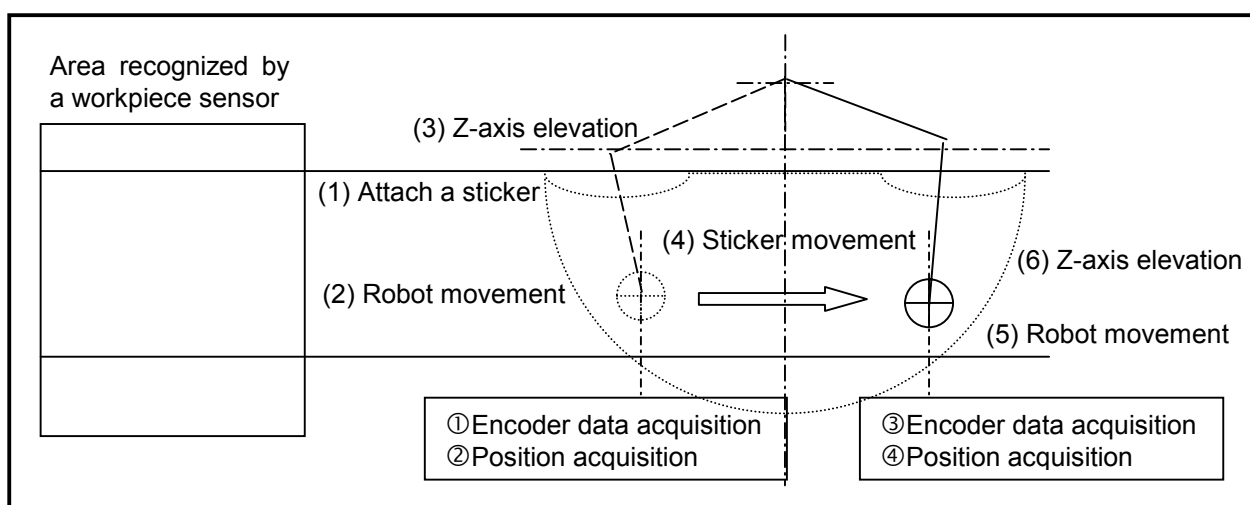 Area recognized by
a workpiece sensor
(3) Z-axis elevation
(1) Attach a sticker
(4) Sticker movement
(6) Z-axis elevation
(2) Robot movement
(5) Robot movement
①Encoder data acquisition
②Position acquisition
③Encoder data acquisition
④Position acquisition